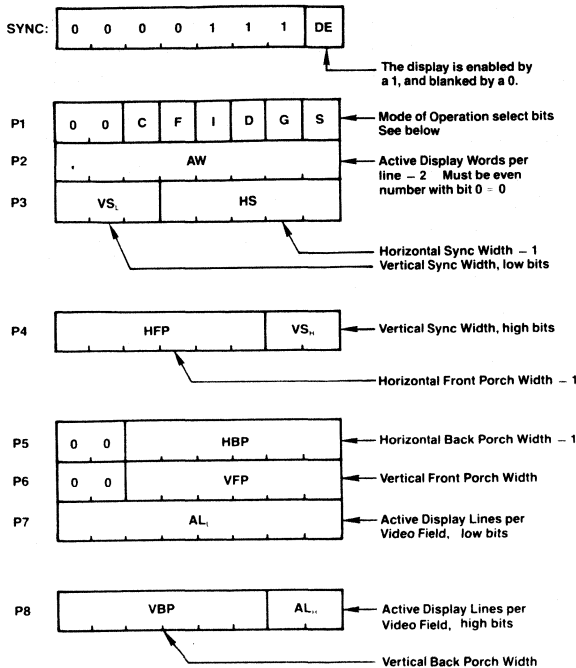 SYNC: 0 0 0 0 1 1 1 DE
The display is enabled by
a 1, and blanked by a 0.
P1 0 0 C F I D G S
Mode of Operation select bits
See below
P2 AW
Active Display Words per
line – 2 Must be even
number with bit 0 = 0
P3 VSL HS
Horizontal Sync Width – 1
Vertical Sync Width, low bits
P4 HFP VSH
Vertical Sync Width, high bits
Horizontal Front Porch Width – 1
P5 0 0 HBP
Horizontal Back Porch Width – 1
P6 0 0 VFP
Vertical Front Porch Width
P7 ALL
Active Display Lines per
Video Field, low bits
P8 VBP ALH
Active Display Lines per
Video Field, high bits
Vertical Back Porch Width